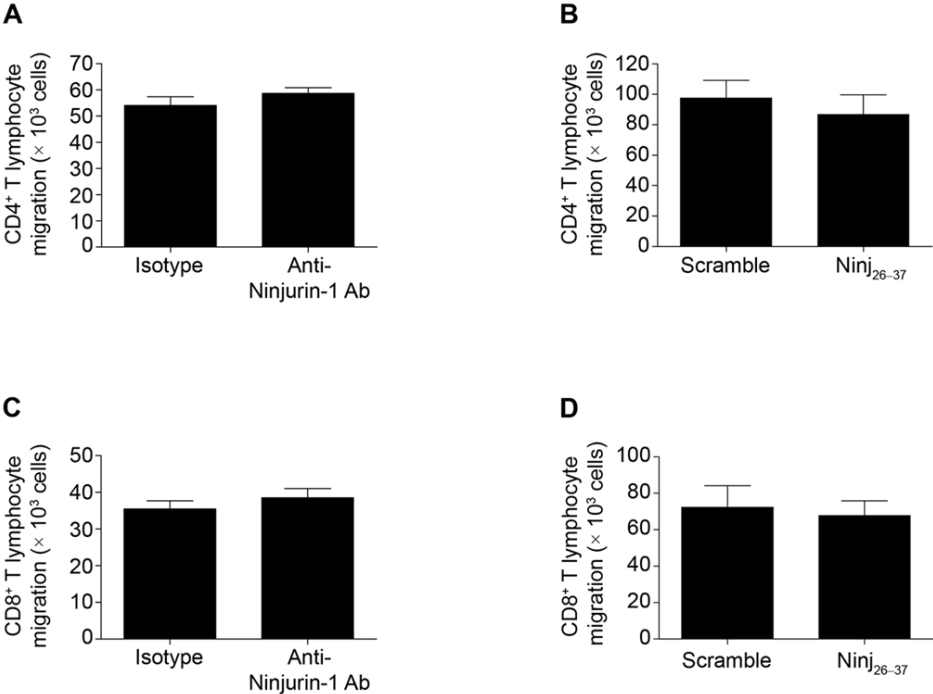 A
CD4⁺ T lymphocyte
migration (× 10³ cells)
70
60
50
40
30
20
10
0
Isotype
Anti-
Ninjurin-1 Ab
B
CD4⁺ T lymphocyte
migration (× 10³ cells)
120
100
80
60
40
20
0
Scramble
Ninj₂₆₋₃₇
C
CD8⁺ T lymphocyte
migration (× 10³ cells)
50
40
30
20
10
0
Isotype
Anti-
Ninjurin-1 Ab
D
CD8⁺ T lymphocyte
migration (× 10³ cells)
100
80
60
40
20
0
Scramble
Ninj₂₆₋₃₇